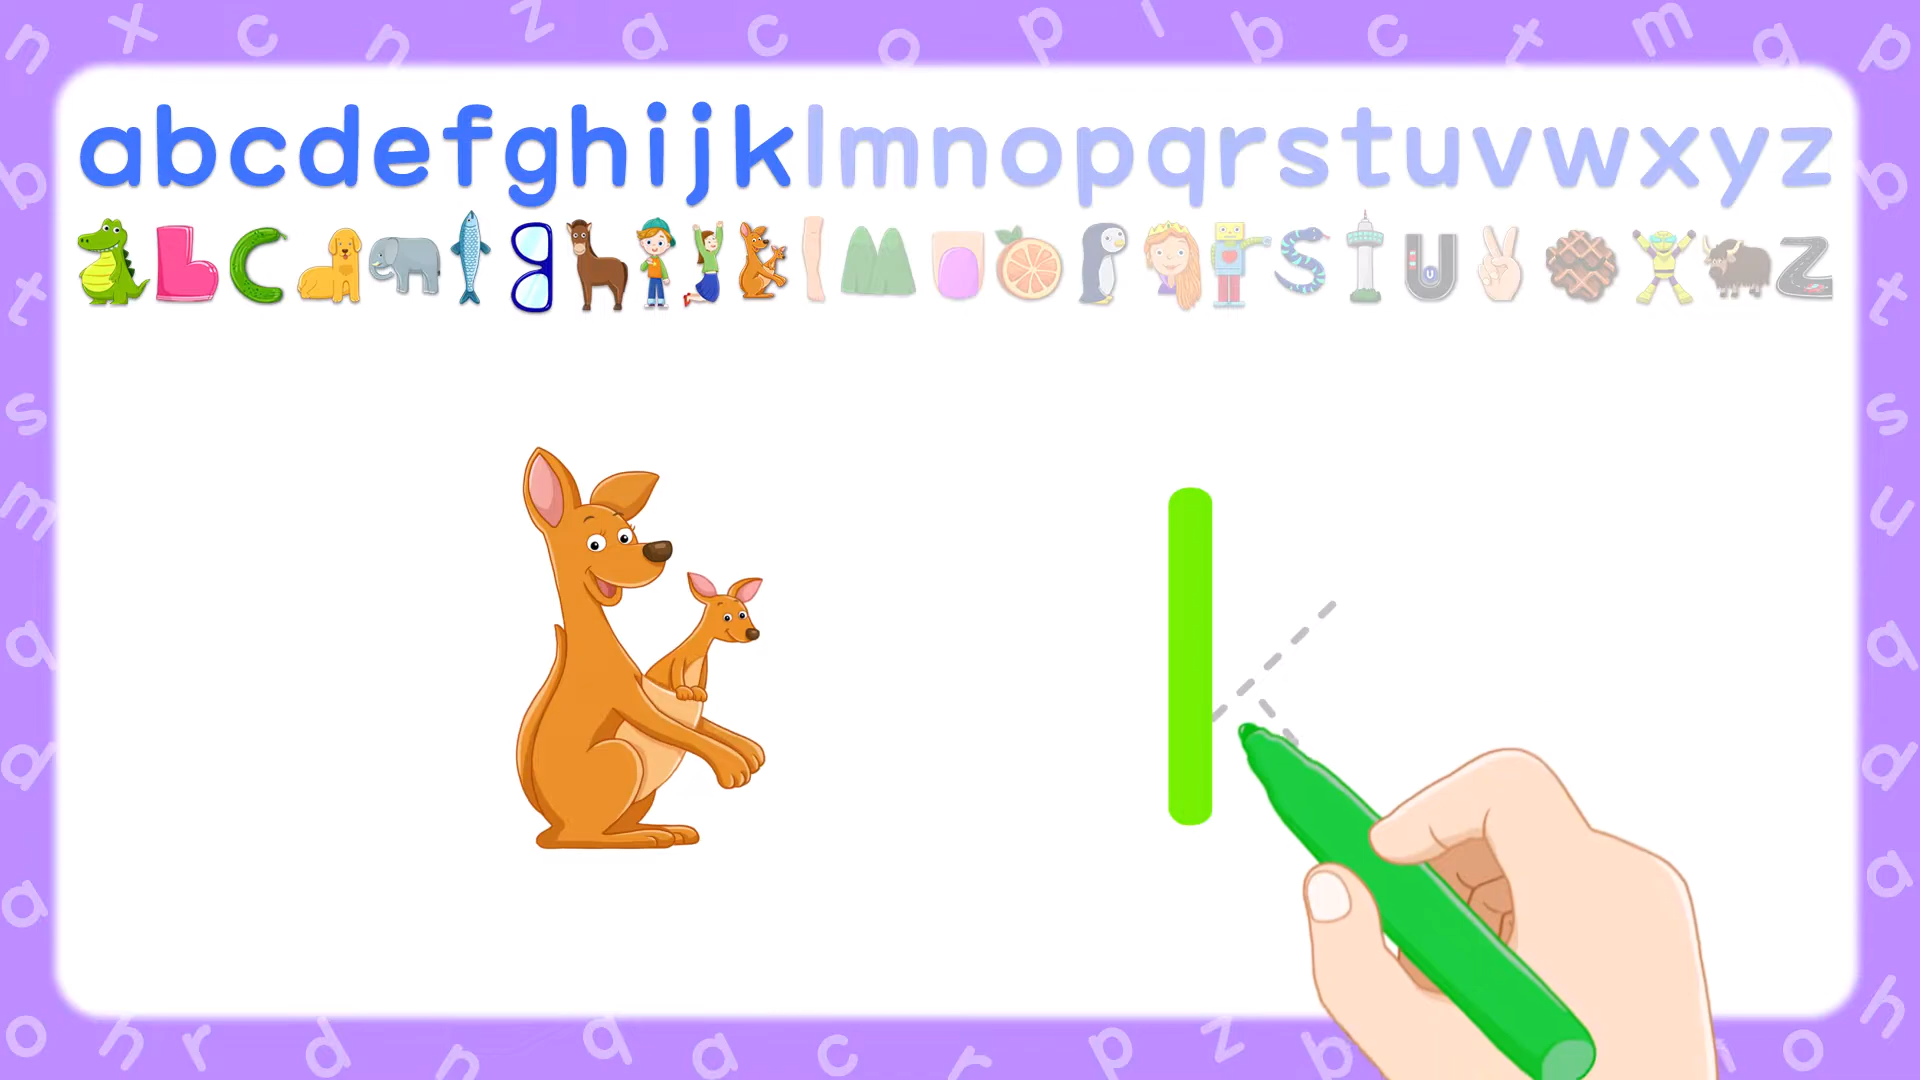 n x c n z a c o p l b c t m g p
abcdefghijklmnopqrstuvwxyz
b b
t t
s s
m u
q q
d d
a a
o h r d n q a c r p z b i o h